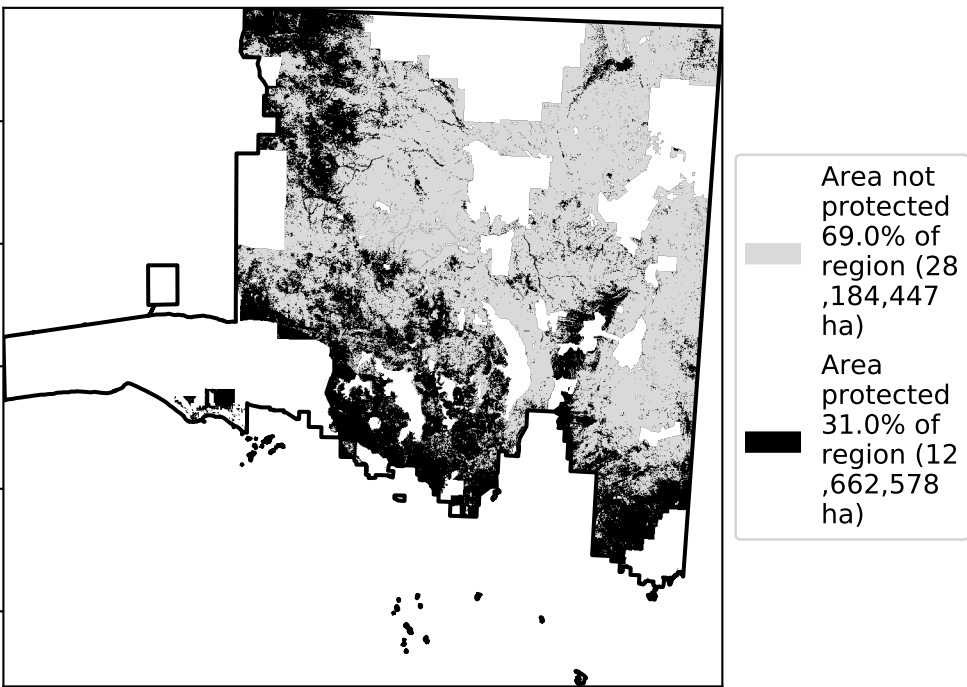 Area not
protected
69.0% of
region (28
,184,447
ha)
Area
protected
31.0% of
region (12
,662,578
ha)